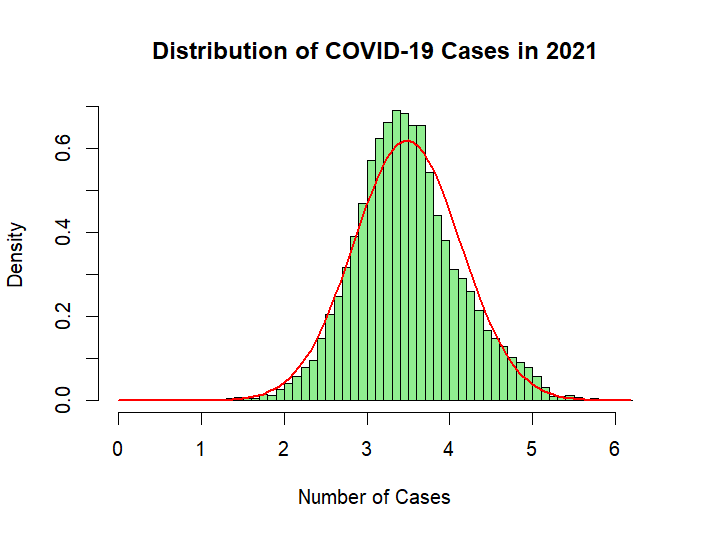 Distribution of COVID-19 Cases in 2021
Density
0.6
0.4
0.2
0.0
0 1 2 3 4 5 6
Number of Cases